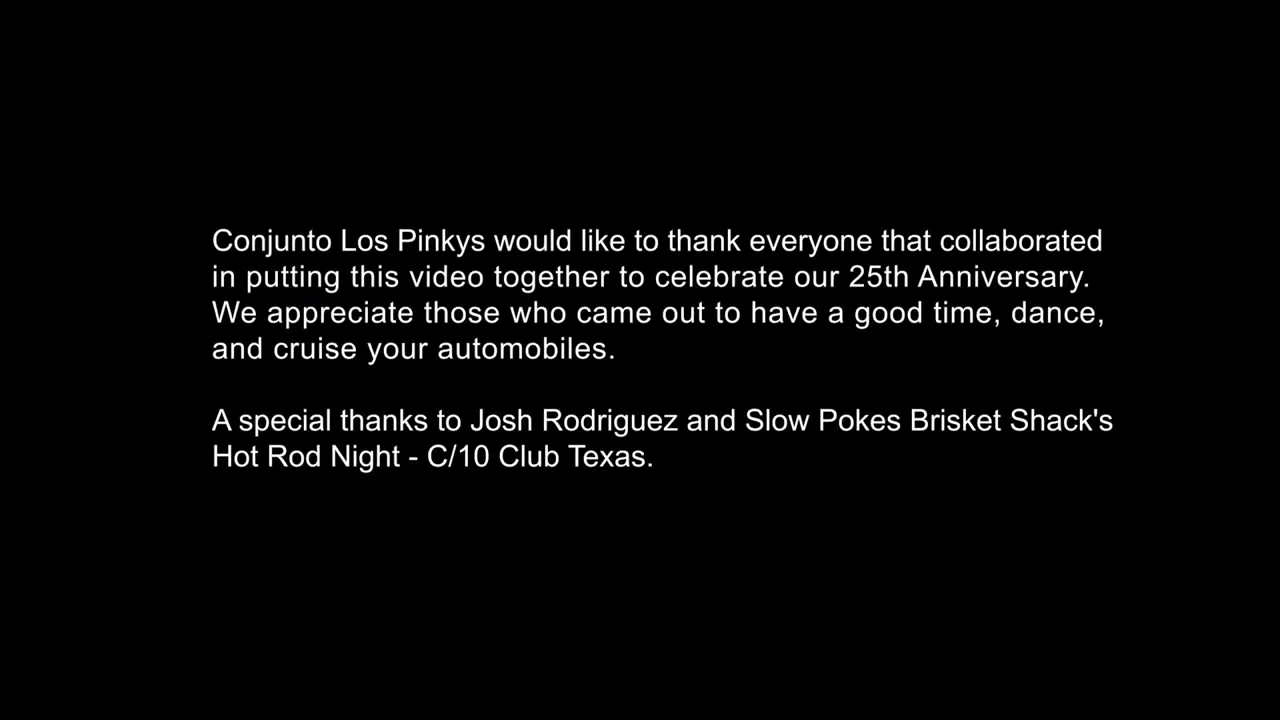 Conjunto Los Pinkys would like to thank everyone that collaborated
in putting this video together to celebrate our 25th Anniversary.
We appreciate those who came out to have a good time, dance,
and cruise your automobiles.
A special thanks to Josh Rodriguez and Slow Pokes Brisket Shack's
Hot Rod Night - C/10 Club Texas.